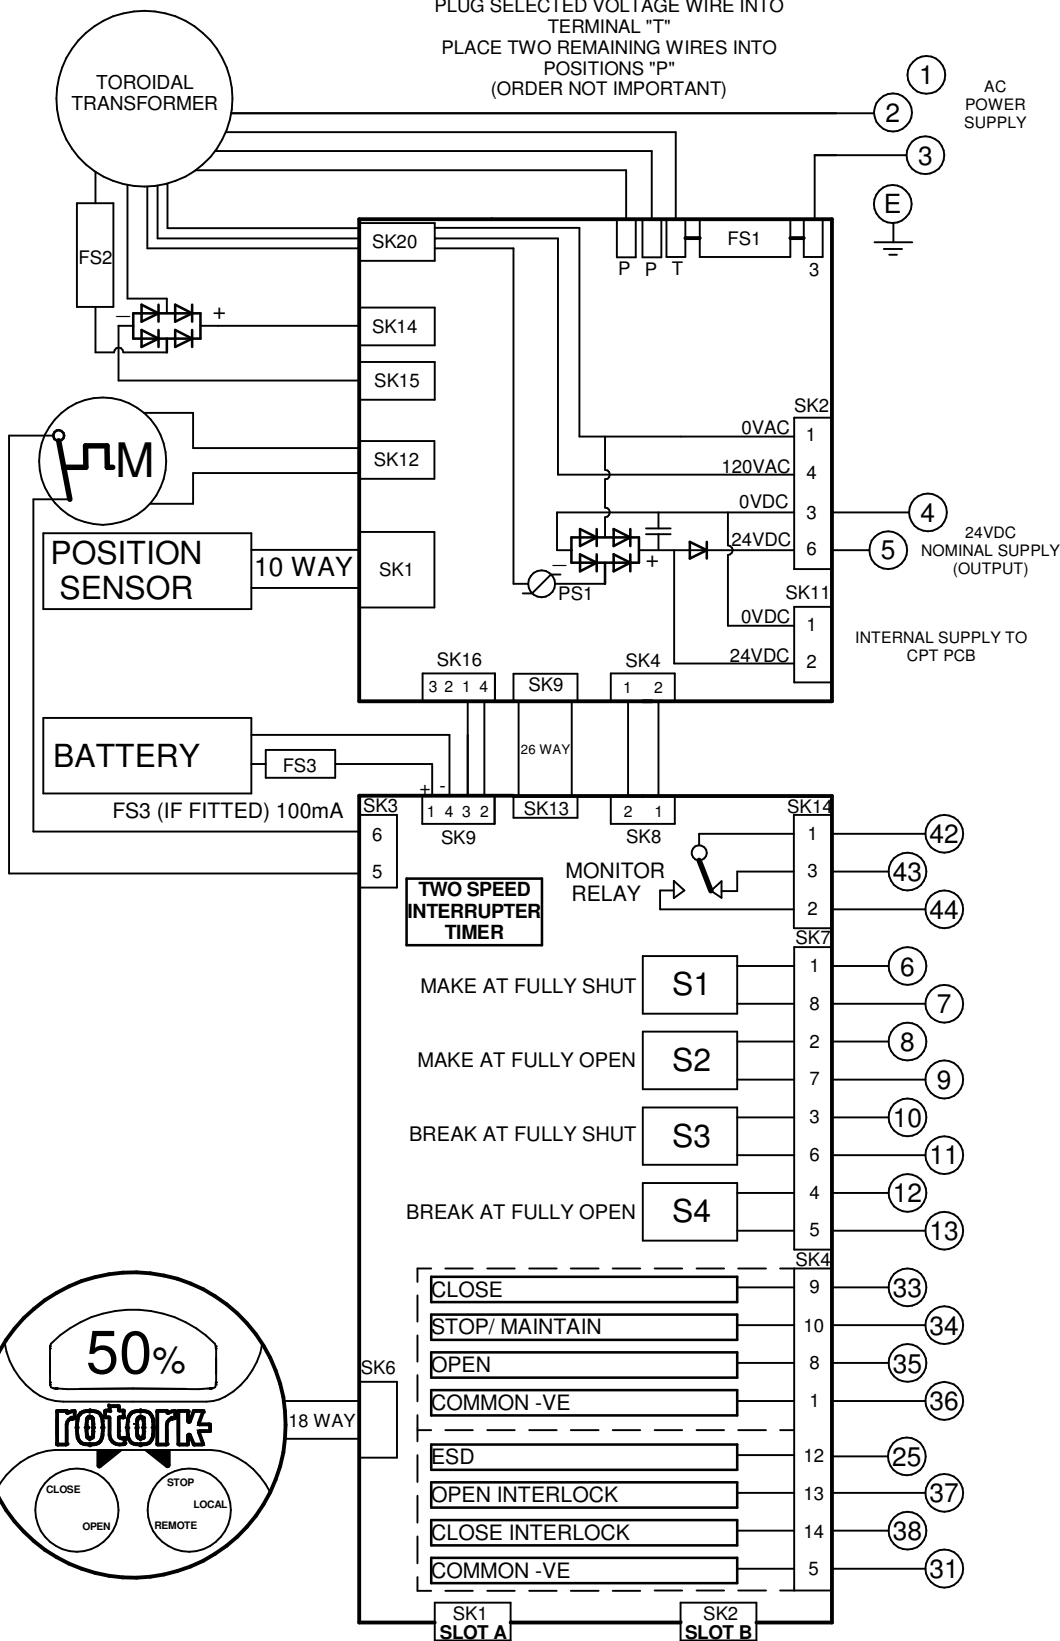 PLUG SELECTED VOLTAGE WIRE INTO
TERMINAL "T"
PLACE TWO REMAINING WIRES INTO
POSITIONS "P"
(ORDER NOT IMPORTANT)
TOROIDAL
TRANSFORMER
1
2
3
E
AC
POWER
SUPPLY
FS2
SK20
P P T
FS1
3
SK14
SK15
– +
SK2
0VAC 1
120VAC 4
0VDC 3
24VDC 6
4
5
24VDC
NOMINAL SUPPLY
(OUTPUT)
M
SK12
POSITION
SENSOR
10 WAY
SK1
– +
PS1
SK11
0VDC 1
24VDC 2
INTERNAL SUPPLY TO
CPT PCB
SK16
3 2 1 4
SK9
SK4
1 2
BATTERY
FS3
26 WAY
FS3 (IF FITTED) 100mA
+ -
SK3
6
5
1 4 3 2
SK9
SK13
2 1
SK8
SK14
1 42
3 43
2 44
MONITOR
RELAY
TWO SPEED
INTERRUPTER
TIMER
SK7
MAKE AT FULLY SHUT S1 1 6
8 7
MAKE AT FULLY OPEN S2 2 8
7 9
BREAK AT FULLY SHUT S3 3 10
6 11
BREAK AT FULLY OPEN S4 4 12
5 13
SK4
CLOSE 9 33
STOP/ MAINTAIN 10 34
OPEN 8 35
COMMON -VE 1 36
ESD 12 25
OPEN INTERLOCK 13 37
CLOSE INTERLOCK 14 38
COMMON -VE 5 31
50%
rotork
CLOSE
OPEN
STOP
LOCAL
REMOTE
18 WAY
SK6
SK1
SLOT A
SK2
SLOT B